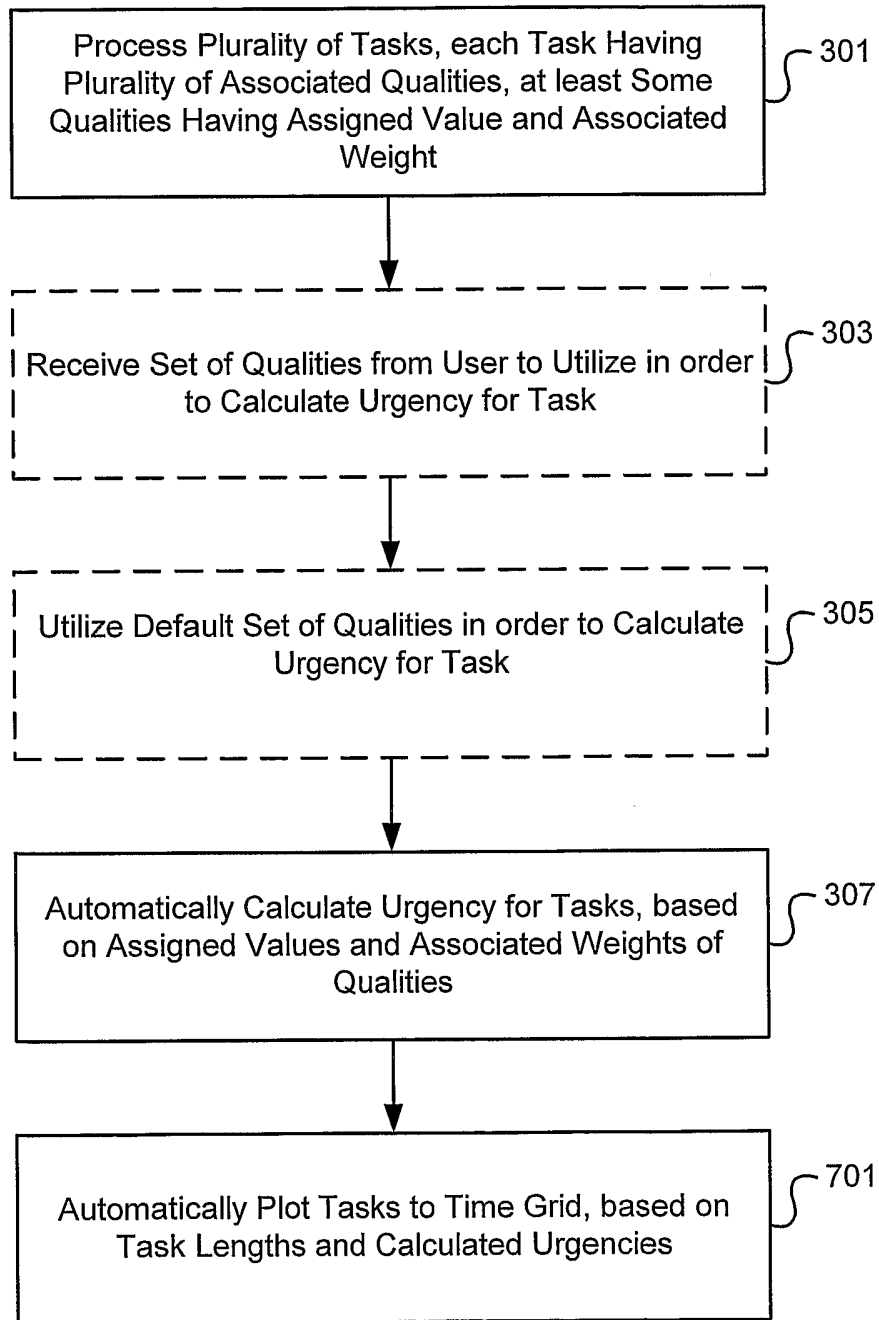 Process Plurality of Tasks, each Task Having
Plurality of Associated Qualities, at least Some
Qualities Having Assigned Value and Associated
Weight
301
Receive Set of Qualities from User to Utilize in order
to Calculate Urgency for Task
303
Utilize Default Set of Qualities in order to Calculate
Urgency for Task
305
Automatically Calculate Urgency for Tasks, based
on Assigned Values and Associated Weights of
Qualities
307
Automatically Plot Tasks to Time Grid, based on
Task Lengths and Calculated Urgencies
701